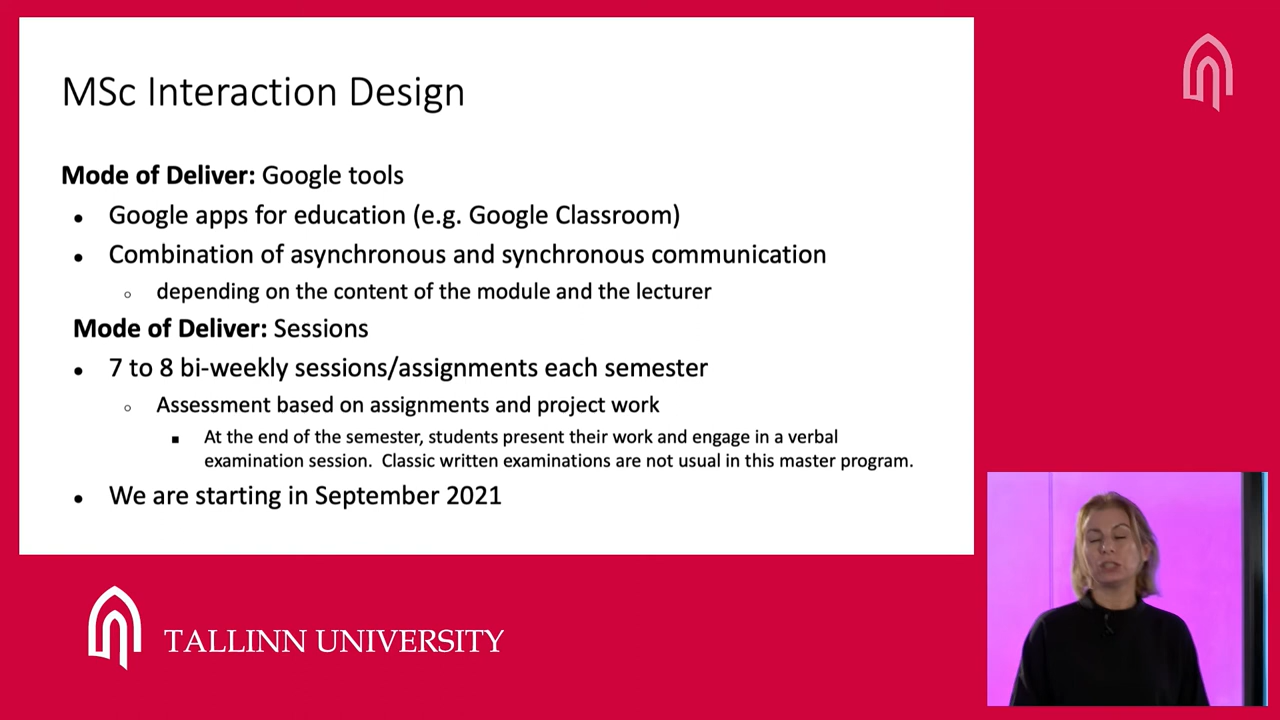 MSc Interaction Design
Mode of Deliver: Google tools
• Google apps for education (e.g. Google Classroom)
• Combination of asynchronous and synchronous communication
○ depending on the content of the module and the lecturer
Mode of Deliver: Sessions
• 7 to 8 bi-weekly sessions/assignments each semester
○ Assessment based on assignments and project work
■ At the end of the semester, students present their work and engage in a verbal
examination session. Classic written examinations are not usual in this master program.
• We are starting in September 2021
TALLINN UNIVERSITY